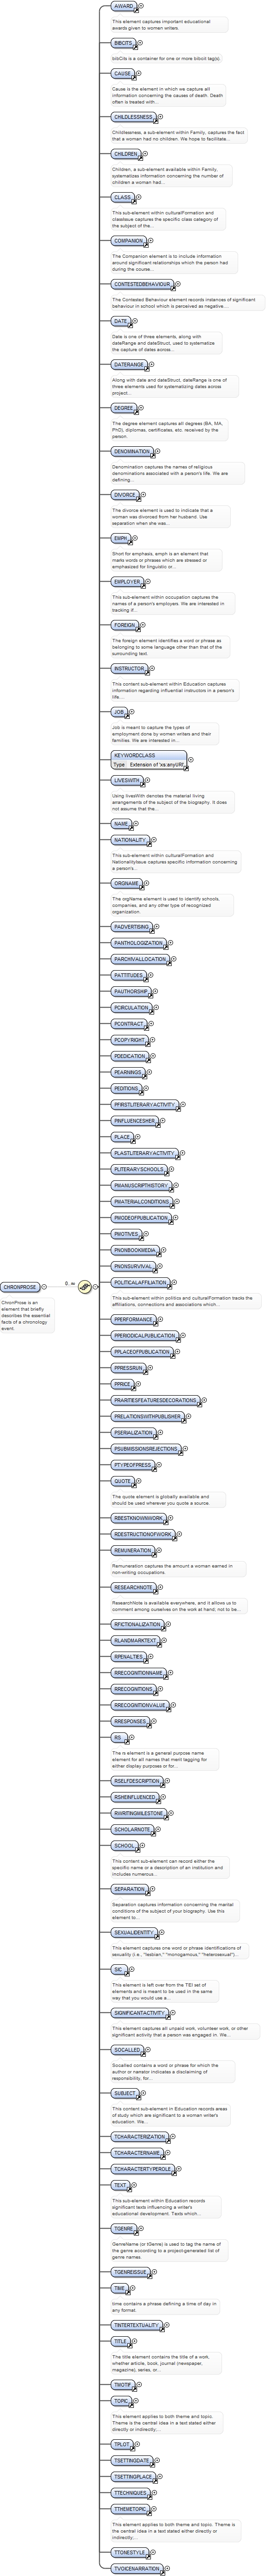 AWARD
This element captures important educational
awards given to women writers.
BIBCITS
bibCits is a container for one or more bibcit tag(s).
CAUSE
Cause is the element in which we capture all
information concerning the causes of death. Death
often is treated with...
CHILDLESSNESS
Childlessness, a sub-element within Family, captures the fact
that a woman had no children. We hope to facilitate...
CHILDREN
Children, a sub-element available within Family,
systematizes information concerning the number of
children a woman had...
CLASS
This sub-element within culturalFormation and
classIssue captures the specific class category of
the subject of the...
COMPANION
The Companion element is to include information
around significant relationships which the person had
during the course...
CONTESTEDBEHAVIOUR
The Contested Behaviour element records instances of significant
behaviour in school which is perceived as negative....
DATE
Date is one of three elements, along with
dateRange and dateStruct, used to systematize
the capture of dates across...
DATERANGE
Along with date and dateStruct, dateRange is one of
three elements used for systematizing dates across
project...
DEGREE
The degree element captures all degrees (BA, MA,
PhD), diplomas, certificates, etc. received by the
person.
DENOMINATION
Denomination captures the names of religious
denominations associated with a person's life. We are
defining...
DIVORCE
The divorce element is used to indicate that a
woman was divorced from her husband. Use
separation when she was...
EMPH
Short for emphasis, emph is an element that
marks words or phrases which are stressed or
emphasized for linguistic or...
EMPLOYER
This sub-element within occupation captures the
names of a person's employers. We are interested in
tracking if...
FOREIGN
The foreign element identifies a word or phrase as
belonging to some language other than that of the
surrounding text.
INSTRUCTOR
This content sub-element within Education captures
information regarding influential instructors in a person's
life....
JOB
Job is meant to capture the types of
employment done by women writers and their
families. We are interested in...
KEYWORDCLASS
Type Extension of 'xs:anyURI'
LIVESWITH
Using livesWith denotes the material living
arrangements of the subject of the biography. It does
not assume that the...
NAME
NATIONALITY
This sub-element within culturalFormation and
NationalityIssue captures specific information concerning
a person's...
ORGNAME
The orgName element is used to identify schools,
companies, and any other type of recognized
organization.
PADVERTISING
PANTHOLOGIZATION
PARCHIVALLOCATION
PATTITUDES
PAUTHORSHIP
PCIRCULATION
PCONTRACT
PCOPYRIGHT
PDEDICATION
PEARNINGS
PEDITIONS
PFIRSTLITERARYACTIVITY
PINFLUENCESHER
PLACE
PLASTLITERARYACTIVITY
PLITERARYSCHOOLS
PMANUSCRIPTHISTORY
PMATERIALCONDITIONS
PMODEOFPUBLICATION
PMOTIVES
PNONBOOKMEDIA
PNONSURVIVAL
POLITICALAFFILIATION
This sub-element within politics and culturalFormation tracks the
affiliations, connections and associations which...
CHRONPROSE 0..∞
ChronProse is an
element that briefly
describes the essential
facts of a chronology
event.
PPERFORMANCE
PPERIODICALPUBLICATION
PPLACEOFPUBLICATION
PPRESSRUN
PPRICE
PRARITIESFEATURESDECORATIONS
PRELATIONSWITHPUBLISHER
PSERIALIZATION
PSUBMISSIONSREJECTIONS
PTYPEOFPRESS
QUOTE
The quote element is globally available and
should be used wherever you quote a source.
RBESTKNOWNWORK
RDESTRUCTIONOFWORK
REMUNERATION
Remuneration captures the amount a woman earned in
non-writing occupations.
RESEARCHNOTE
ResearchNote is available everywhere, and it allows us to
comment among ourselves on the work at hand; not to be...
RFICTIONALIZATION
RLANDMARKTEXT
RPENALTIES
RRECOGNITIONNAME
RRECOGNITIONS
RRECOGNITIONVALUE
RRESPONSES
RS
The rs element is a general purpose name
element for all names that merit tagging for
either display purposes or for...
RSELFDESCRIPTION
RSHEINFLUENCED
RWRITINGMILESTONE
SCHOLARNOTE
SCHOOL
This content sub-element can record either the
specific name or a description of an institution and
includes numerous...
SEPARATION
Separation captures information concerning the marital
conditions of the subject of your biography. Use this
element to...
SEXUALIDENTITY
This element captures one word or phrase identifications of
sexuality (i.e., "lesbian," "monogamous," "heterosexual")...
SIC
This element is left over from the TEI set of
elements and is meant to be used in the same
way that you would use a...
SIGNIFICANTACTIVITY
This element captures all unpaid work, volunteer work, or other
significant activity that a person was engaged in. We...
SOCALLED
Socalled contains a word or phrase for which the
author or narrator indicates a disclaiming of
responsibility, for...
SUBJECT
This content sub-element in Education records areas
of study which are significant to a woman writer's
education. We...
TCHARACTERIZATION
TCHARACTERNAME
TCHARACTERTYPEROLE
TEXT
This sub-element within Education records
significant texts influencing a writer's
educational development. Texts which...
TGENRE
GenreName (or tGenre) is used to tag the name of
the genre according to a project-generated list of
genre names.
TGENREISSUE
TIME
time contains a phrase defining a time of day in
any format.
TINTERTEXTUALITY
TITLE
The title element contains the title of a work,
whether article, book, journal (newspaper,
magazine), series, or...
TMOTIF
TOPIC
This element applies to both theme and topic.
Theme is the central idea in a text stated either
directly or indirectly;...
TPLOT
TSETTINGDATE
TSETTINGPLACE
TTECHNIQUES
TTHEMETOPIC
This element applies to both theme and topic. Theme is
the central idea in a text stated either directly or
indirectly;...
TTONESTYLE
TVOICENARRATION